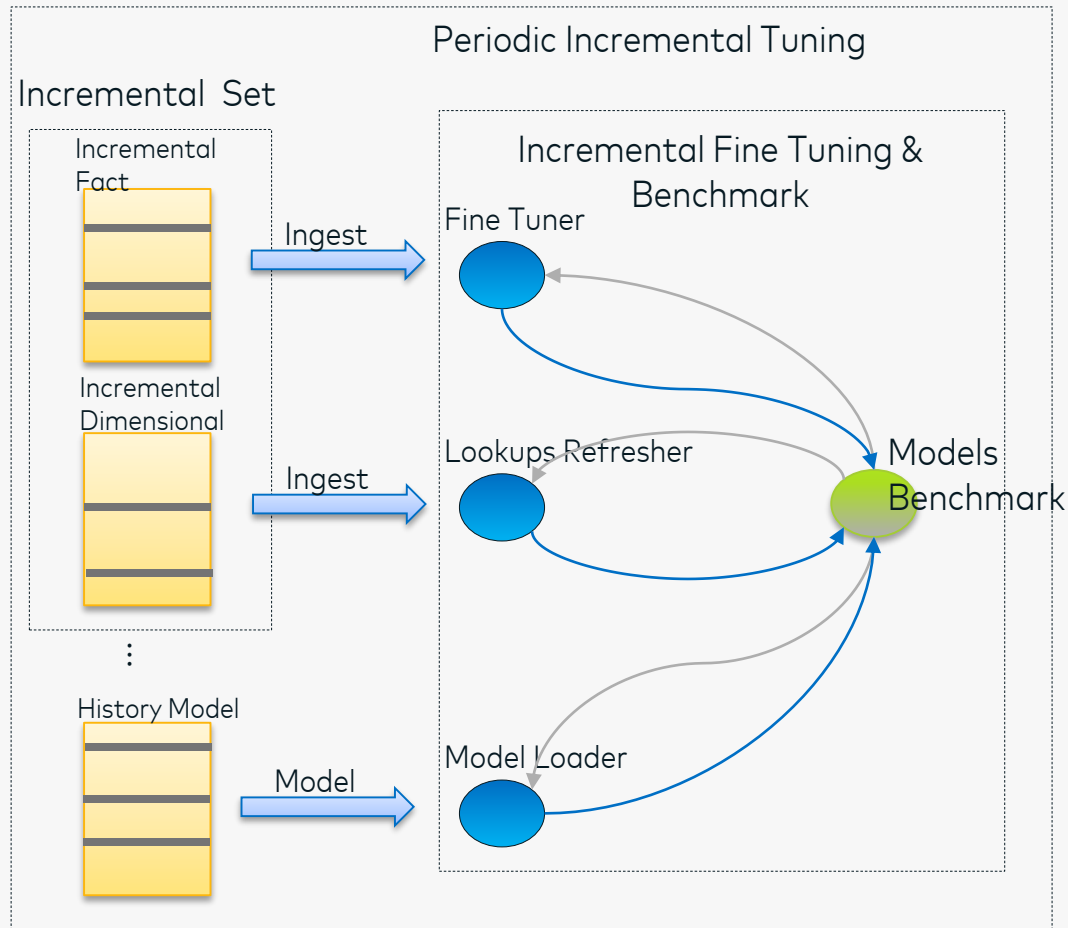 Periodic Incremental Tuning
Incremental Set
Incremental
Fact
Ingest
Incremental Fine Tuning &
Benchmark
Fine Tuner
Incremental
Dimensional
Ingest
Lookups Refresher
Models
Benchmark
History Model
Model
Model Loader